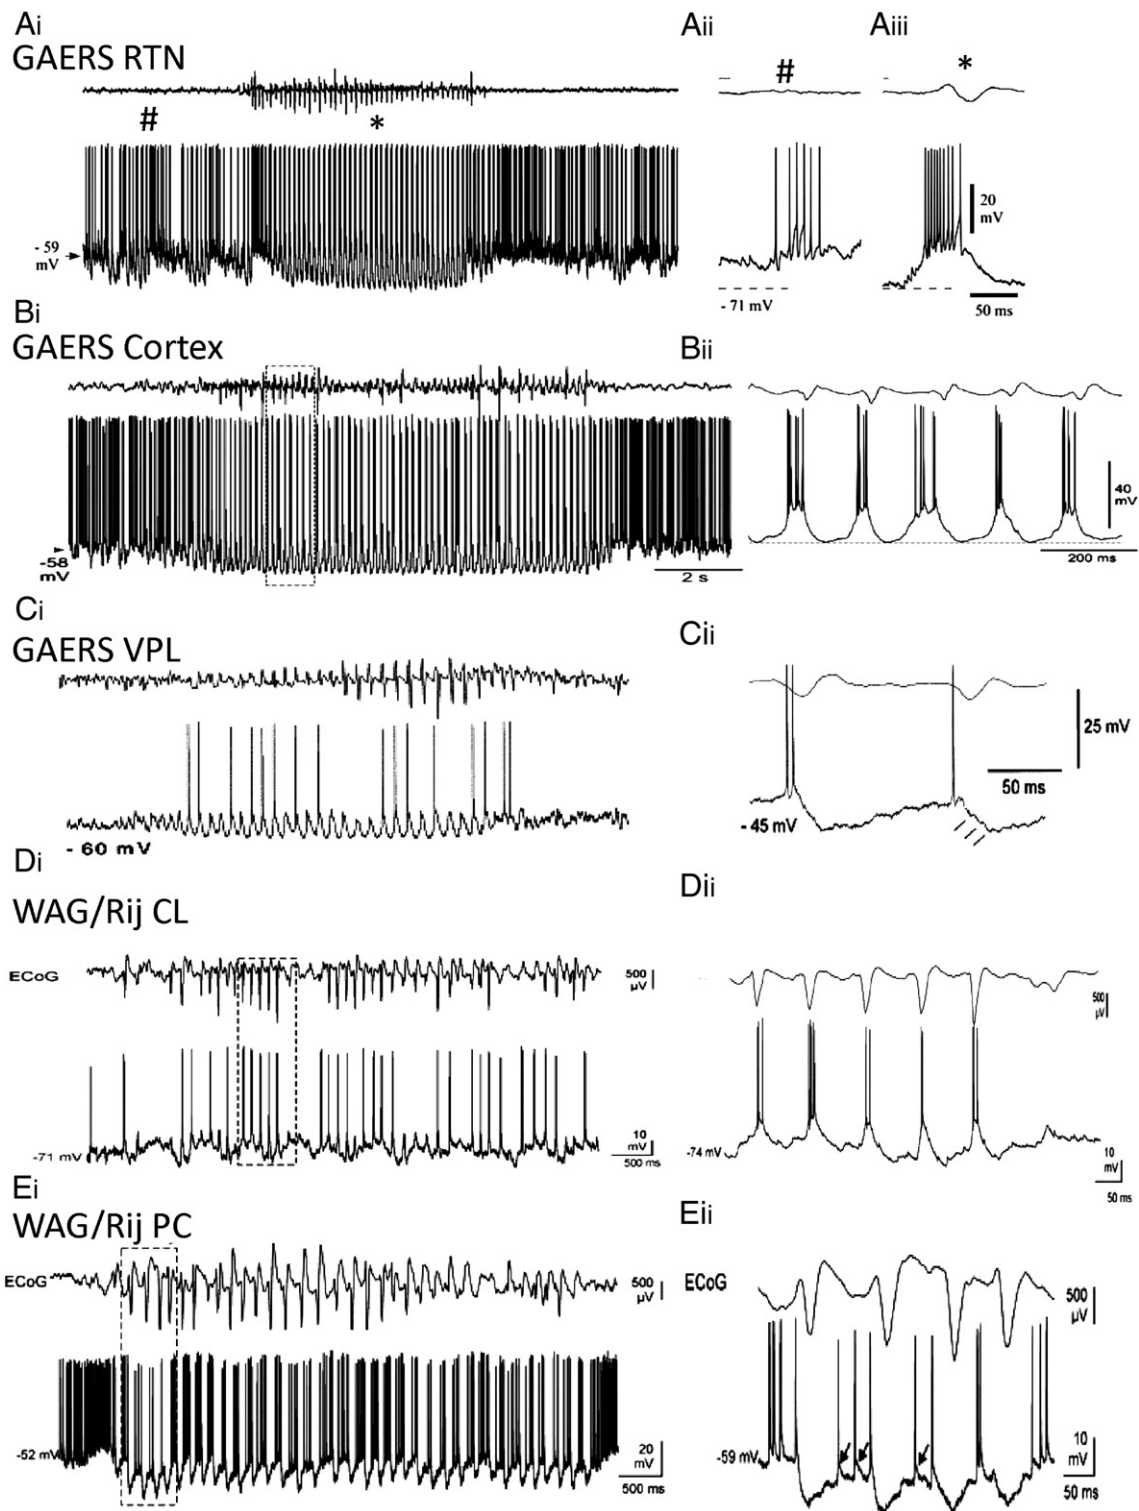 Ai
GAERS RTN
Aii
Aiii
#
*
#
*
- 59
mV
20
mV
- 71 mV
50 ms
Bi
GAERS Cortex
Bii
-58
mV
2 s
40
mV
200 ms
Ci
GAERS VPL
Cii
- 60 mV
25 mV
50 ms
- 45 mV
Di
WAG/Rij CL
Dii
ECoG
500
µV
500
µV
-71 mV
10
mV
500 ms
-74 mV
10
mV
50 ms
Ei
WAG/Rij PC
Eii
ECoG
500
µV
ECoG
500
µV
-52 mV
20
mV
500 ms
-59 mV
10
mV
50 ms